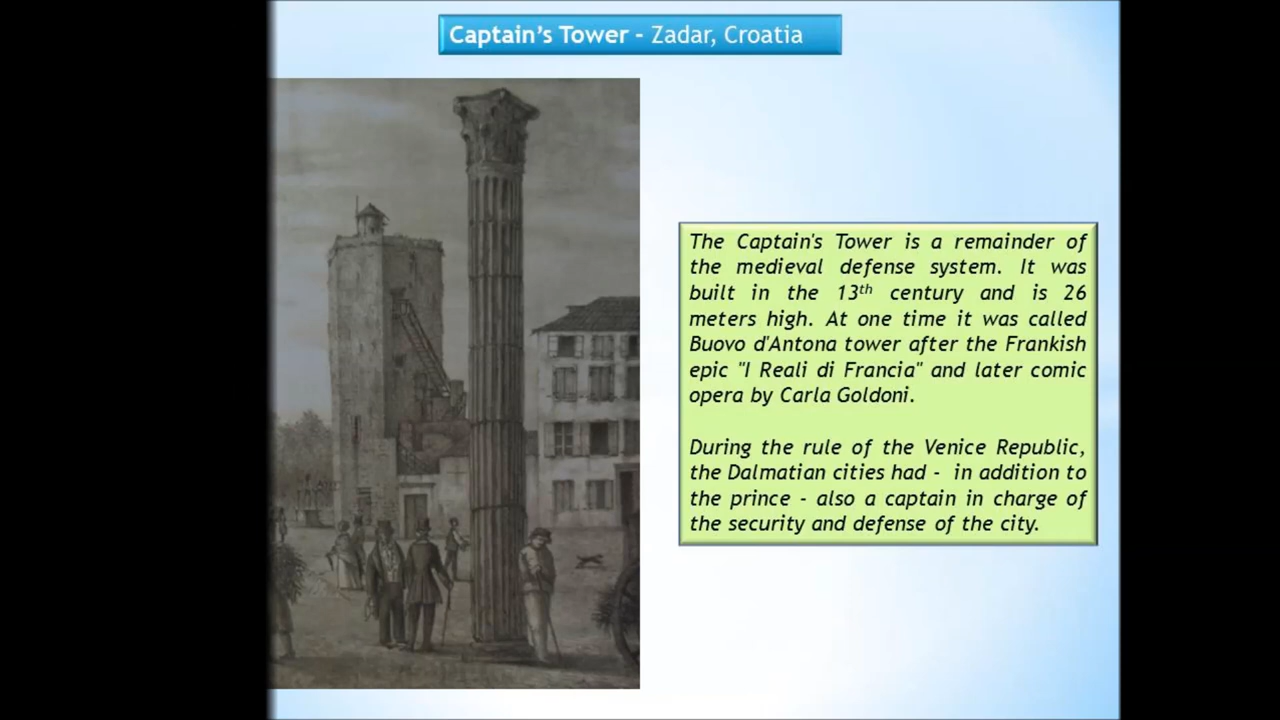 Captain's Tower - Zadar, Croatia
The Captain's Tower is a remainder of
the medieval defense system. It was
built in the 13th century and is 26
meters high. At one time it was called
Buovo d'Antona tower after the Frankish
epic "I Reali di Francia" and later comic
opera by Carla Goldoni.
During the rule of the Venice Republic,
the Dalmatian cities had - in addition to
the prince - also a captain in charge of
the security and defense of the city.